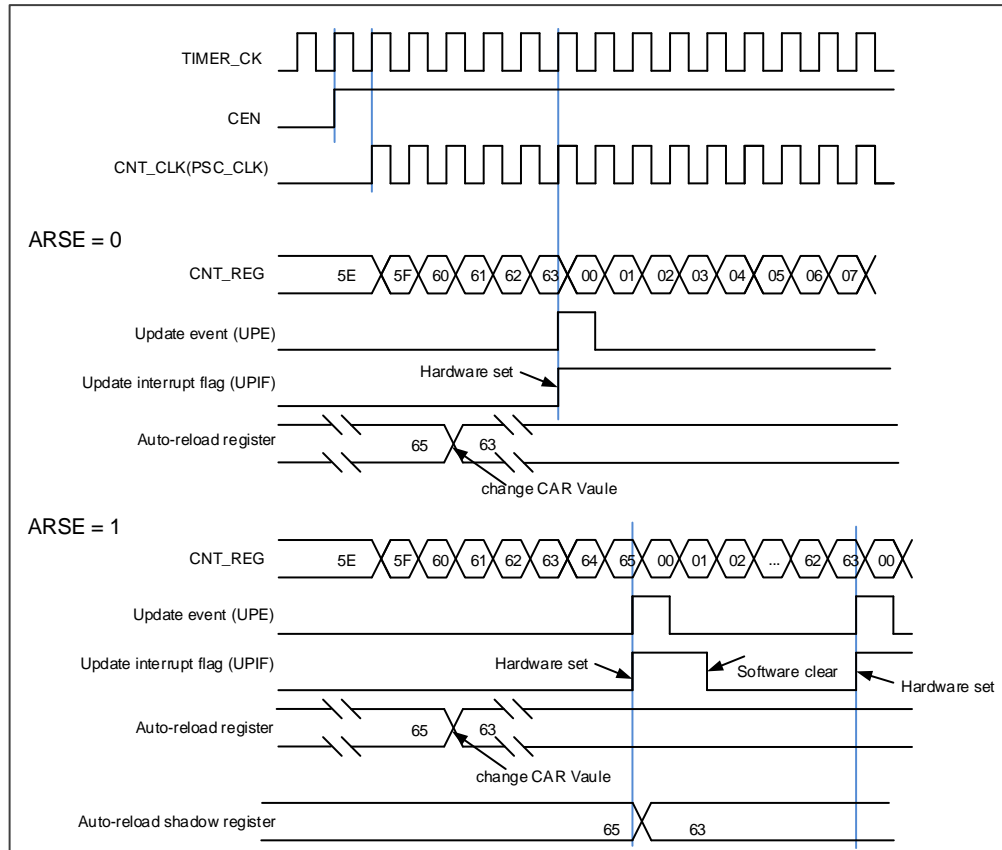 TIMER_CK
CEN
CNT_CLK(PSC_CLK)
ARSE = 0
CNT_REG 5E 5F 60 61 62 63 00 01 02 03 04 05 06 07
Update event (UPE)
Hardware set
Update interrupt flag (UPIF)
Auto-reload register 65 63
change CAR Vaule
ARSE = 1
CNT_REG 5E 5F 60 61 62 63 64 65 00 01 02 ... 62 63 00
Update event (UPE)
Update interrupt flag (UPIF) Hardware set Software clear Hardware set
Auto-reload register 65 63
change CAR Vaule
Auto-reload shadow register 65 63